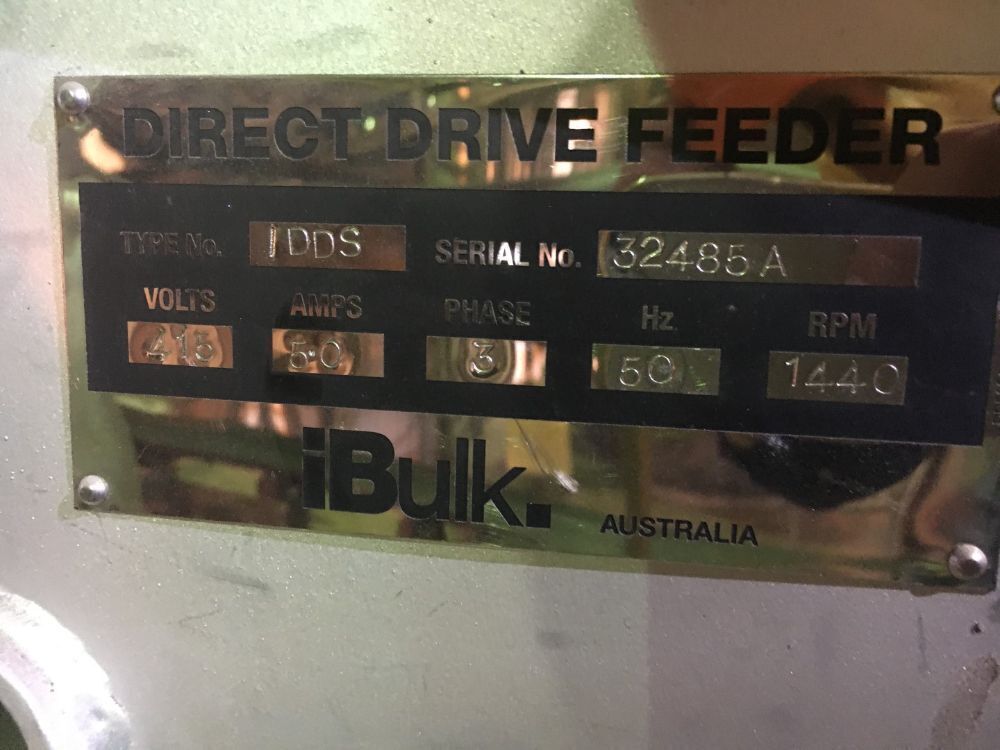 DIRECT DRIVE FEEDER
TYPE No. IDDS SERIAL No. 32485A
VOLTS AMPS PHASE Hz RPM
415 5.0 3 50 1440
iBulk.
AUSTRALIA